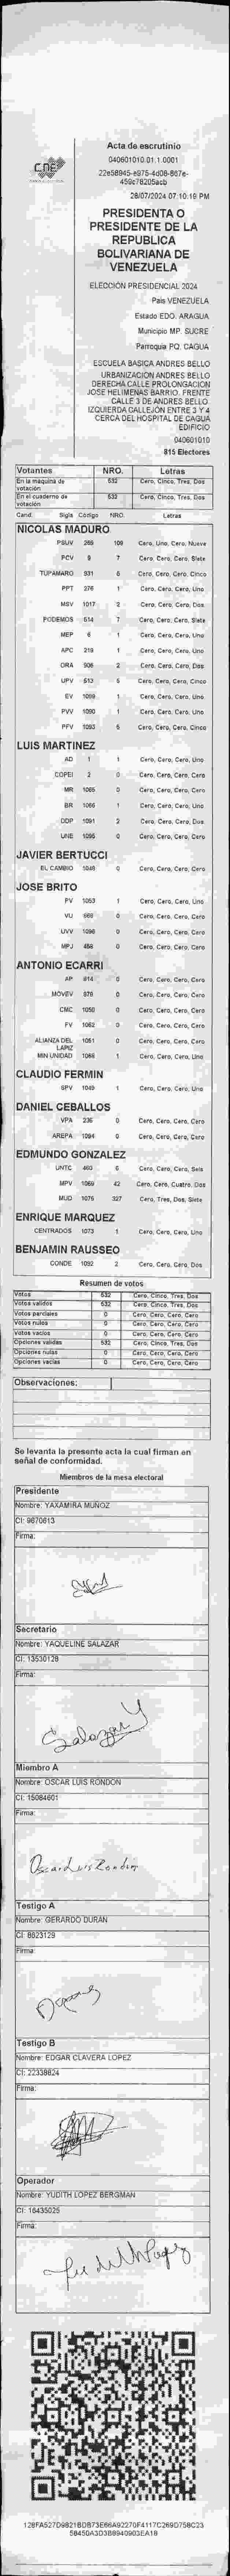 CNE
Acta de escrutinio
040601010.01.1.0001
28/07/2024 07:10:19 PM
PRESIDENTA O
PRESIDENTE DE LA
REPUBLICA
BOLIVARIANA DE
VENEZUELA
ELECCIÓN PRESIDENCIAL 2024
País VENEZUELA
Estado EDO. ARAGUA
Municipio MP. SUCRE
Parroquia PQ. CAGUA
ESCUELA BASICA ANDRES BELLO
URBANIZACIÓN ANDRES BELLO
DERECHA CALLE PROLONGACION
JOSE HELIMENAS BARRIO. FRENTE
CALLE 3 DE ANDRES BELLO.
IZQUIERDA CALLEJÓN ENTRE 3 Y 4
CERCA DEL HOSPITAL DE CAGUA
EDIFICIO
040601010
815 Electores
Votantes NRO. Letras
En la máquina de votación 532 Cero, Cinco, Tres, Dos
En el cuaderno de votación 532 Cero, Cinco, Tres, Dos
Cand. Sigla Código NRO. Letras
NICOLAS MADURO
PSUV 269 109 Cero, Uno, Cero, Nueve
PCV 9 7 Cero, Cero, Cero, Siete
TUPAMARO 931 5 Cero, Cero, Cero, Cinco
PPT 276 1 Cero, Cero, Cero, Uno
MSV 1017 2 Cero, Cero, Cero, Dos
PODEMOS 514 7 Cero, Cero, Cero, Siete
MEP 6 1 Cero, Cero, Cero, Uno
APC 219 1 Cero, Cero, Cero, Uno
ORA 906 2 Cero, Cero, Cero, Dos
UPV 513 5 Cero, Cero, Cero, Cinco
EV 1089 1 Cero, Cero, Cero, Uno
PVV 1090 1 Cero, Cero, Cero, Uno
PFV 1093 5 Cero, Cero, Cero, Cinco
LUIS MARTINEZ
AD 1 1 Cero, Cero, Cero, Uno
COPEI 2 0 Cero, Cero, Cero, Cero
MR 1065 0 Cero, Cero, Cero, Cero
BR 1066 1 Cero, Cero, Cero, Uno
DDP 1091 2 Cero, Cero, Cero, Dos
UNE 1095 0 Cero, Cero, Cero, Cero
JAVIER BERTUCCI
EL CAMBIO 1048 0 Cero, Cero, Cero, Cero
JOSE BRITO
PV 1053 1 Cero, Cero, Cero, Uno
VU 668 0 Cero, Cero, Cero, Cero
UVV 1096 0 Cero, Cero, Cero, Cero
MPJ 458 0 Cero, Cero, Cero, Cero
ANTONIO ECARRI
AP 914 0 Cero, Cero, Cero, Cero
MOVEV 976 0 Cero, Cero, Cero, Cero
CMC 1050 0 Cero, Cero, Cero, Cero
FV 1062 0 Cero, Cero, Cero, Cero
ALIANZA DEL LÁPIZ 1051 0 Cero, Cero, Cero, Cero
MIN UNIDAD 1068 1 Cero, Cero, Cero, Uno
CLAUDIO FERMIN
SPV 1049 1 Cero, Cero, Cero, Uno
DANIEL CEBALLOS
VPA 236 0 Cero, Cero, Cero, Cero
AREPA 1094 0 Cero, Cero, Cero, Cero
EDMUNDO GONZALEZ
UNTC 403 6 Cero, Cero, Cero, Seis
MPV 1069 42 Cero, Cero, Cuatro, Dos
MUD 1076 327 Cero, Tres, Dos, Siete
ENRIQUE MARQUEZ
CENTRADOS 1073 1 Cero, Cero, Cero, Uno
BENJAMIN RAUSSEO
CONDE 1092 2 Cero, Cero, Cero, Dos
Resumen de votos
Votos 532 Cero, Cinco, Tres, Dos
Votos validos 532 Cero, Cinco, Tres, Dos
Votos parciales 0 Cero, Cero, Cero, Cero
Votos nulos 0 Cero, Cero, Cero, Cero
Votos vacíos 0 Cero, Cero, Cero, Cero
Opciones validas 532 Cero, Cinco, Tres, Dos
Opciones nulas 0 Cero, Cero, Cero, Cero
Opciones vacías 0 Cero, Cero, Cero, Cero
Observaciones:
Se levanta la presente acta la cual firman en
señal de conformidad.
Miembros de la mesa electoral
Presidente
Nombre: YAXAMIRA MUÑOZ
CI: 9670613
Firma:
Secretario
Nombre: YAQUELINE SALAZAR
CI: 13530128
Firma:
Salazar Y
Miembro A
Nombre: OSCAR LUIS RONDON
CI: 15084601
Firma:
Oscar Luis Rondon
Testigo A
Nombre: GERARDO DURAN
CI: 8823129
Firma:
Testigo B
Nombre: EDGAR CLAVERA LOPEZ
CI: 22338824
Firma:
Operador
Nombre: YUDITH LOPEZ BERGMAN
CI: 16435025
Firma: